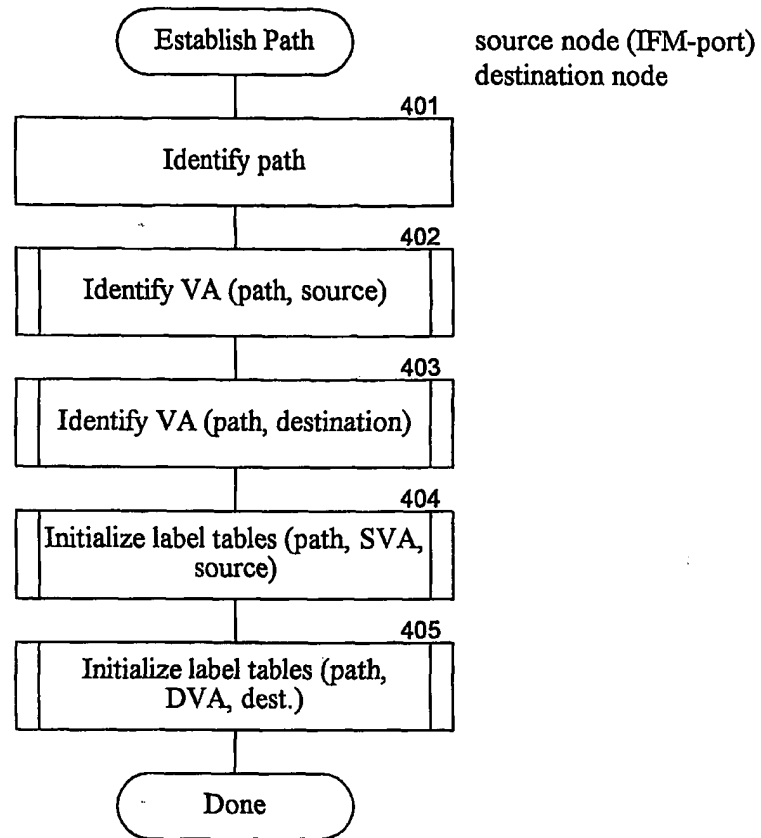 Establish Path
source node (IFM-port)
destination node
401
Identify path
402
Identify VA (path, source)
403
Identify VA (path, destination)
404
Initialize label tables (path, SVA,
source)
405
Initialize label tables (path,
DVA, dest.)
Done